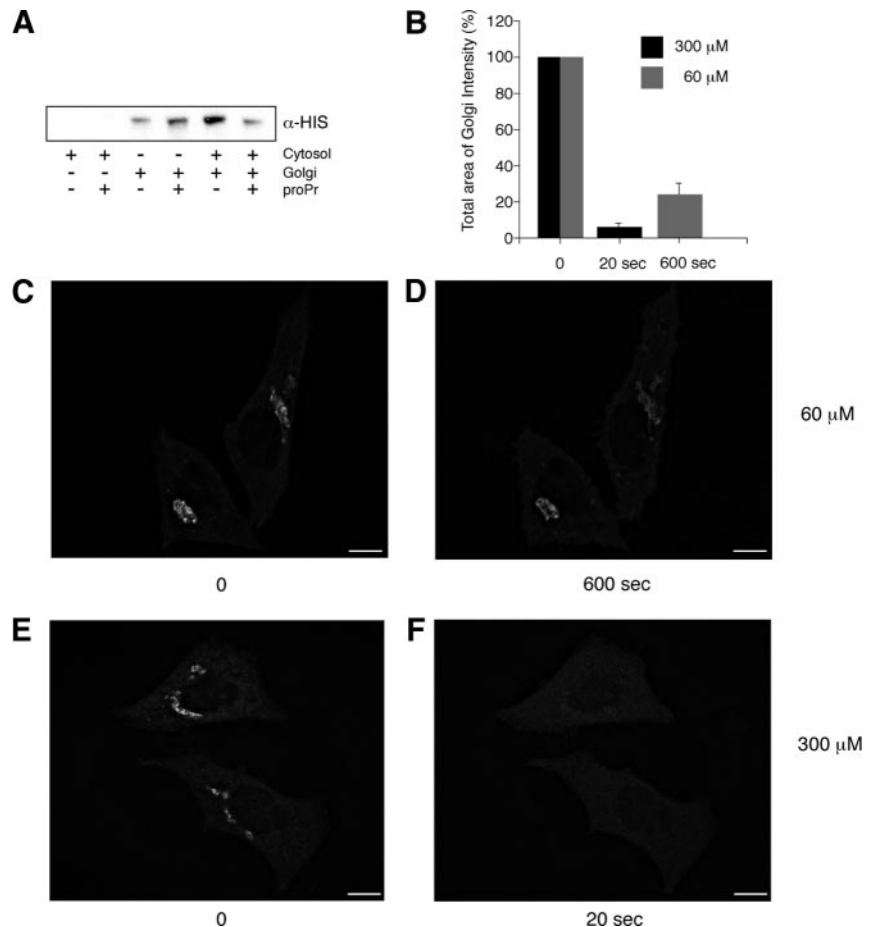 A
α-HIS
+ + - - + + Cytosol
- - + + + + Golgi
- + - + - + proPr
B
Total area of Golgi Intensity (%)
120
100
80
60
40
20
0
300 µM
60 µM
0 20 sec 600 sec
C
D
60 µM
0
600 sec
E
F
300 µM
0
20 sec